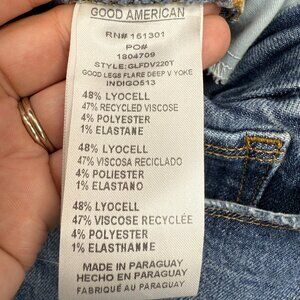 GOOD AMERICAN
RN# 151301
PO#
1804709
STYLE:GLFDV220T
GOOD LEGS FLARE DEEP V YOKE
INDIGO513
48% LYOCELL
47% RECYCLED VISCOSE
4% POLYESTER
1% ELASTANE
48% LYOCELL
47% VISCOSA RECICLADO
4% POLIESTER
1% ELASTANO
48% LYOCELL
47% VISCOSE RECYCLÉE
4% POLYESTER
1% ELASTHANNE
MADE IN PARAGUAY
HECHO EN PARAGUAY
FABRIQUÉ AU PARAGUAY